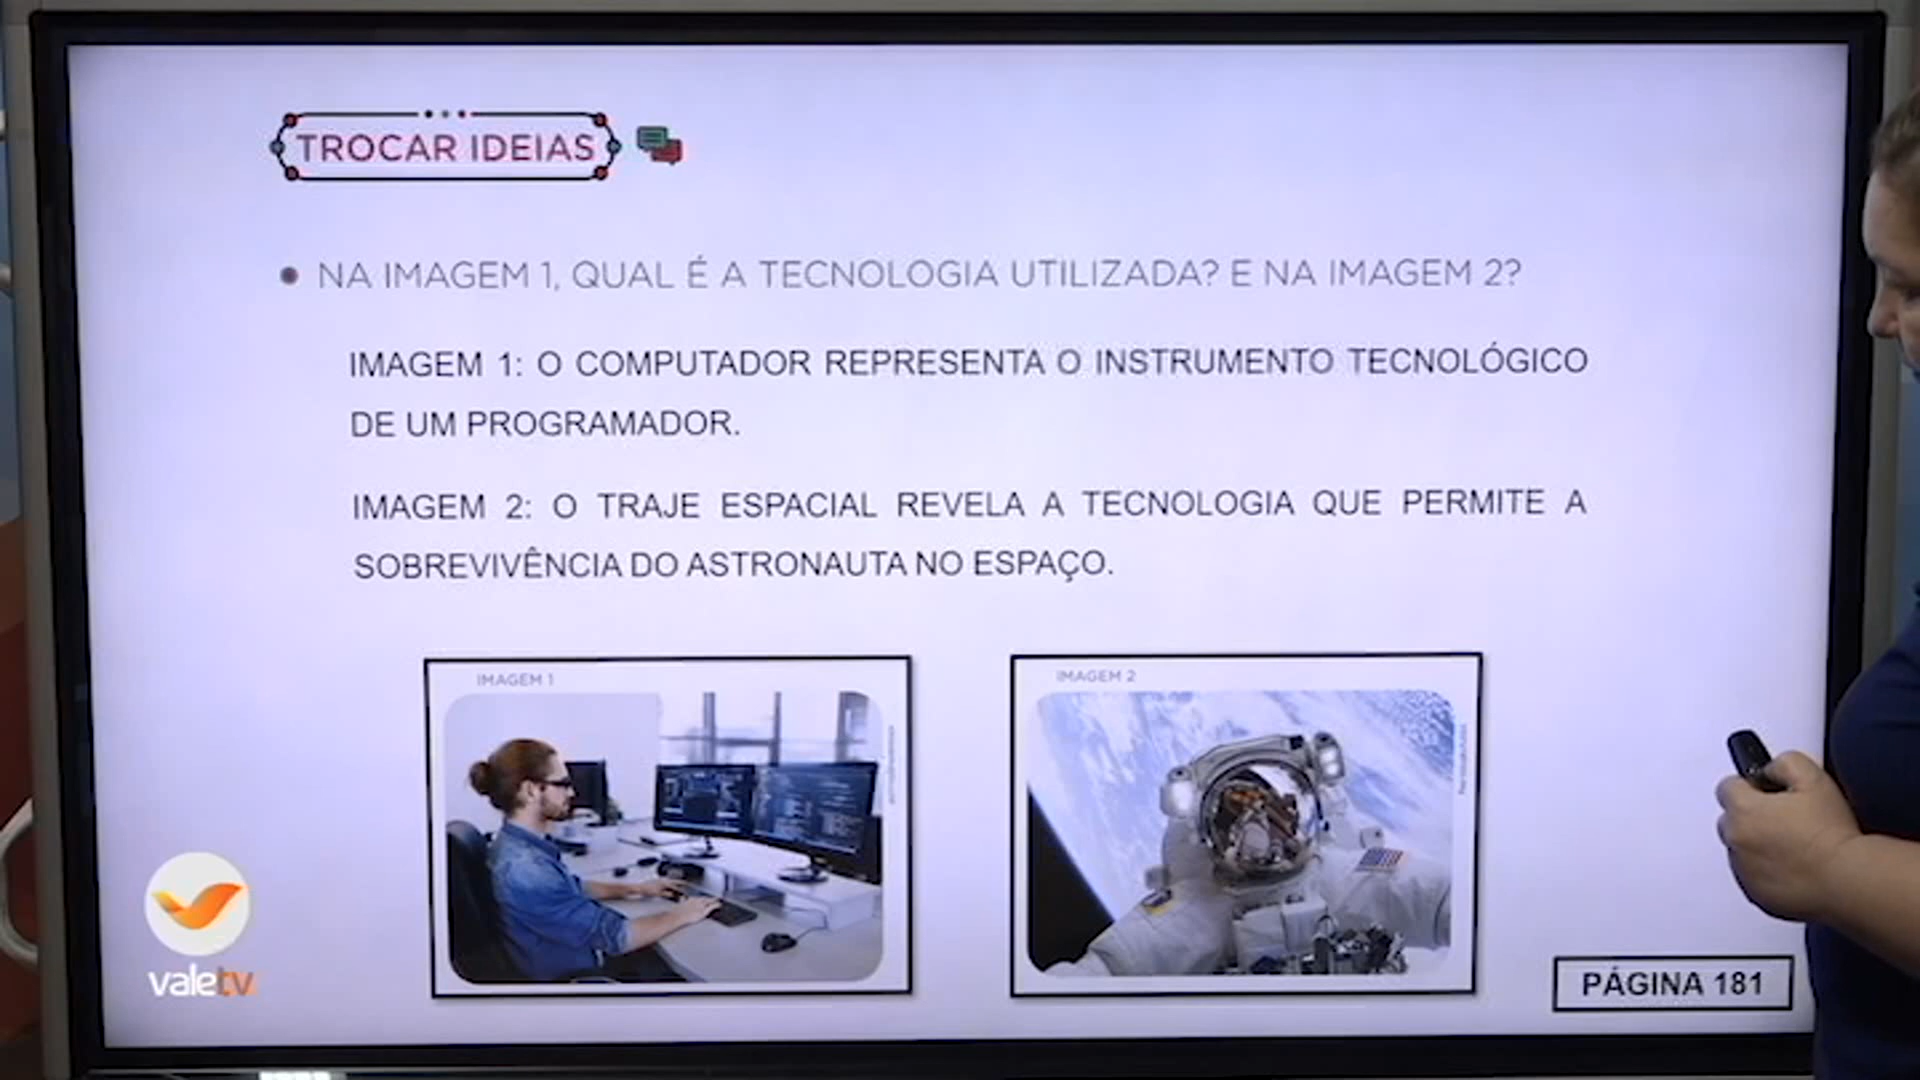 TROCAR IDEIAS
NA IMAGEM 1, QUAL É A TECNOLOGIA UTILIZADA? E NA IMAGEM 2?
IMAGEM 1: O COMPUTADOR REPRESENTA O INSTRUMENTO TECNOLÓGICO
DE UM PROGRAMADOR.
IMAGEM 2: O TRAJE ESPACIAL REVELA A TECNOLOGIA QUE PERMITE A
SOBREVIVÊNCIA DO ASTRONAUTA NO ESPAÇO.
IMAGEM 1
IMAGEM 2
valetv
PÁGINA 181